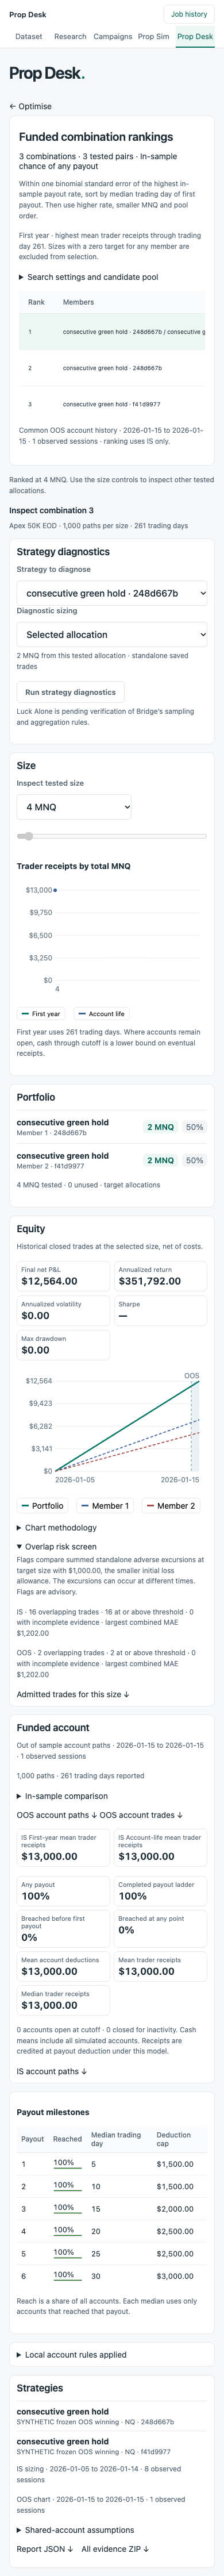 Prop Desk
Job history
Dataset
Research
Campaigns
Prop Sim
Prop Desk
Prop Desk.
← Optimise
Funded combination rankings
3 combinations · 3 tested pairs · In-sample
chance of any payout
Within one binomial standard error of the highest in-
sample payout rate, sort by median trading day of first
payout. Then use higher rate, smaller MNQ and pool
order.
First year · highest mean trader receipts through trading
day 261. Sizes with a zero target for any member are
excluded from selection.
▶ Search settings and candidate pool
Rank Members
1 consecutive green hold · 248d667b / consecutive g
2 consecutive green hold · 248d667b
3 consecutive green hold · f41d9977
Common OOS account history · 2026-01-15 to 2026-01-
15 · 1 observed sessions · ranking uses IS only.
Ranked at 4 MNQ. Use the size controls to inspect other tested
allocations.
Inspect combination 3
Apex 50K EOD · 1,000 paths per size · 261 trading days
Strategy diagnostics
Strategy to diagnose
consecutive green hold · 248d667b
Diagnostic sizing
Selected allocation
2 MNQ from this tested allocation · standalone saved
trades
Run strategy diagnostics
Luck Alone is pending verification of Bridge's sampling
and aggregation rules.
Size
Inspect tested size
4 MNQ
Trader receipts by total MNQ
$13,000
$9,750
$6,500
$3,250
$0
4
First year
Account life
First year uses 261 trading days. Where accounts remain
open, cash through cutoff is a lower bound on eventual
receipts.
Portfolio
consecutive green hold
Member 1 · 248d667b
2 MNQ 50%
consecutive green hold
Member 2 · f41d9977
2 MNQ 50%
4 MNQ tested · 0 unused · target allocations
Equity
Historical closed trades at the selected size, net of costs.
Final net P&L
$12,564.00
Annualized return
$351,792.00
Annualized volatility
$0.00
Sharpe
—
Max drawdown
$0.00
OOS
$12,564
$9,423
$6,282
$3,141
$0
2026-01-05
2026-01-15
Portfolio
Member 1
Member 2
▶ Chart methodology
▼ Overlap risk screen
Flags compare summed standalone adverse excursions at
target size with $1,000.00, the smaller initial loss
allowance. The excursions can occur at different times.
Flags are advisory.
IS · 16 overlapping trades · 16 at or above threshold · 0
with incomplete evidence · largest combined MAE
$1,202.00
OOS · 2 overlapping trades · 2 at or above threshold · 0
with incomplete evidence · largest combined MAE
$1,202.00
Admitted trades for this size ↓
Funded account
Out of sample account paths · 2026-01-15 to 2026-01-15
· 1 observed sessions
1,000 paths · 261 trading days reported
▶ In-sample comparison
OOS account paths ↓ OOS account trades ↓
IS First-year mean trader
receipts
$13,000.00
IS Account-life mean trader
receipts
$13,000.00
Any payout
100%
Completed payout ladder
100%
Breached before first
payout
0%
Breached at any point
0%
Mean account deductions
$13,000.00
Mean trader receipts
$13,000.00
Median trader receipts
$13,000.00
0 accounts open at cutoff · 0 closed for inactivity. Cash
means include all simulated accounts. Receipts are
credited at payout deduction under this model.
IS account paths ↓
Payout milestones
Payout Reached Median trading day Deduction cap
1 100% 5 $1,500.00
2 100% 10 $1,500.00
3 100% 15 $2,000.00
4 100% 20 $2,500.00
5 100% 25 $2,500.00
6 100% 30 $3,000.00
Reach is a share of all accounts. Each median uses only
accounts that reached that payout.
▶ Local account rules applied
Strategies
consecutive green hold
SYNTHETIC frozen OOS winning · NQ · 248d667b
consecutive green hold
SYNTHETIC frozen OOS winning · NQ · f41d9977
IS sizing · 2026-01-05 to 2026-01-14 · 8 observed
sessions
OOS chart · 2026-01-15 to 2026-01-15 · 1 observed
sessions
▶ Shared-account assumptions
Report JSON ↓ All evidence ZIP ↓